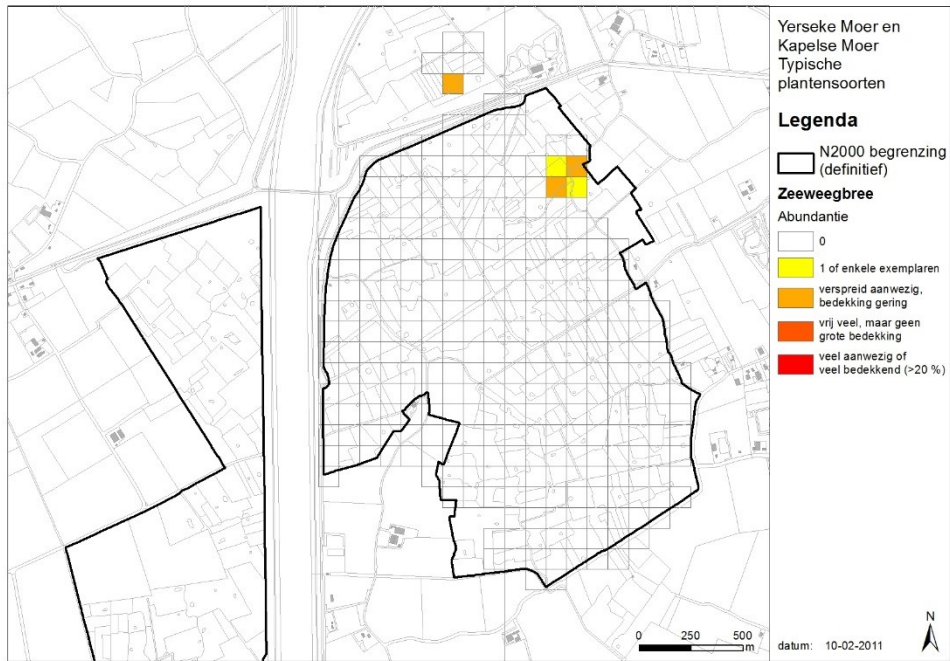 Yerseke Moer en
Kapelse Moer
Typische
plantensoorten
Legenda
N2000 begrenzing
(definitief)
Zeeweegbree
Abundantie
0
1 of enkele exemplaren
verspreid aanwezig,
bedekking gering
vrij veel, maar geen
grote bedekking
veel aanwezig of
veel bedekkend (>20 %)
N
0 250 500
m
datum: 10-02-2011